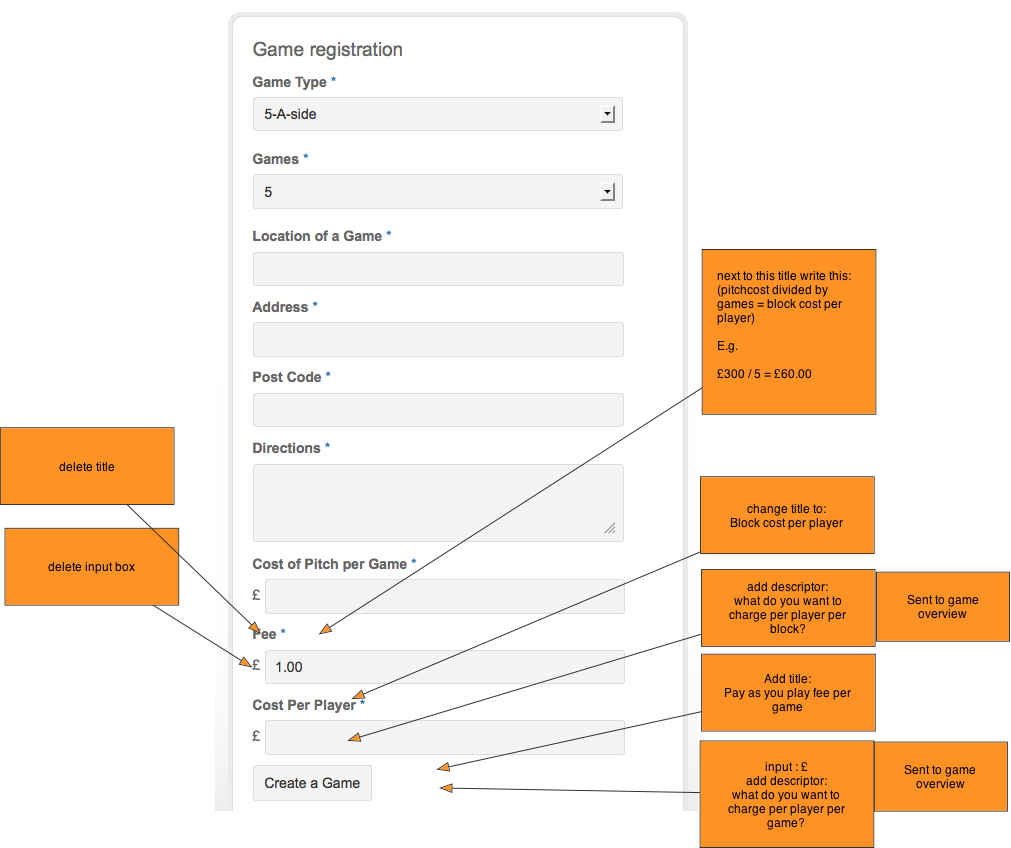 Game registration
Game Type *
5-A-side
Games *
5
Location of a Game *
Address *
Post Code *
Directions *
Cost of Pitch per Game *
£
Fee *
£ 1.00
Cost Per Player *
£
Create a Game
delete title
delete input box
next to this title write this:
(pitchcost divided by
games = block cost per
player)
E.g.
£300 / 5 = £60.00
change title to:
Block cost per player
add descriptor:
what do you want to
charge per player per
block?
Sent to game
overview
Add title:
Pay as you play fee per
game
input : £
add descriptor:
what do you want to
charge per player per
game?
Sent to game
overview